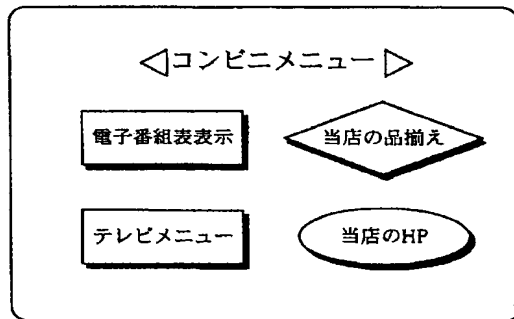 コンビニメニュー
電子番組表表示
当店の品揃え
テレビメニュー
当店のHP